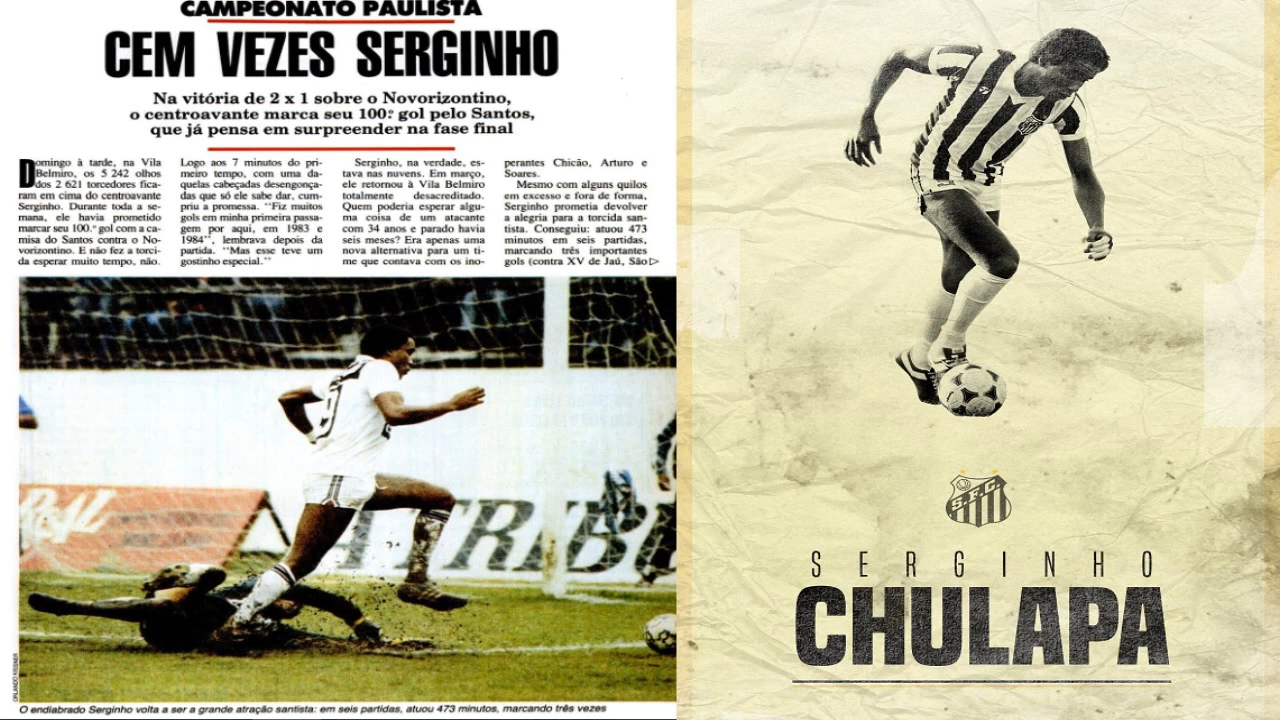 CAMPEONATO PAULISTA
CEM VEZES SERGINHO
Na vitória de 2 x 1 sobre o Novorizontino,
o centroavante marca seu 100º gol pelo Santos,
que já pensa em surpreender na fase final
Domingo à tarde, na Vila
Belmiro, os 5 242 olhos
dos 2 621 torcedores fica-
ram em cima do centroavante
Serginho. Durante toda a se-
mana, ele havia prometido
marcar seu 100º gol com a ca-
misa do Santos contra o No-
vorizontino. E não fez a torci-
da esperar muito tempo, não.
Logo aos 7 minutos do pri-
meiro tempo, com uma da-
quelas cabeçadas desengonça-
das que só ele sabe dar, cum-
priu a promessa. “Fiz muitos
gols em minha primeira passa-
gem por aqui, em 1983 e
1984”, lembrava depois da
partida. “Mas esse teve um
gostinho especial.”
Serginho, na verdade, es-
tava nas nuvens. Em março,
ele retornou à Vila Belmiro
totalmente desacreditado.
Quem poderia esperar algu-
ma coisa de um atacante
com 34 anos e parado havia
seis meses? Era apenas uma
nova alternativa para um ti-
me que contava com os ino-
perantes Chicão, Arturo e
Soares.
Mesmo com alguns quilos
em excesso e fora de forma,
Serginho prometia devolver
a alegria para a torcida san-
tista. Conseguiu: atuou 473
minutos em seis partidas,
marcando três importantes
gols (contra XV de Jaú, São ▷
ATRIB
O endiabrado Serginho volta a ser a grande atração santista: em seis partidas, atuou 473 minutos, marcando três vezes
S.F.C.
SERGINHO
CHULAPA